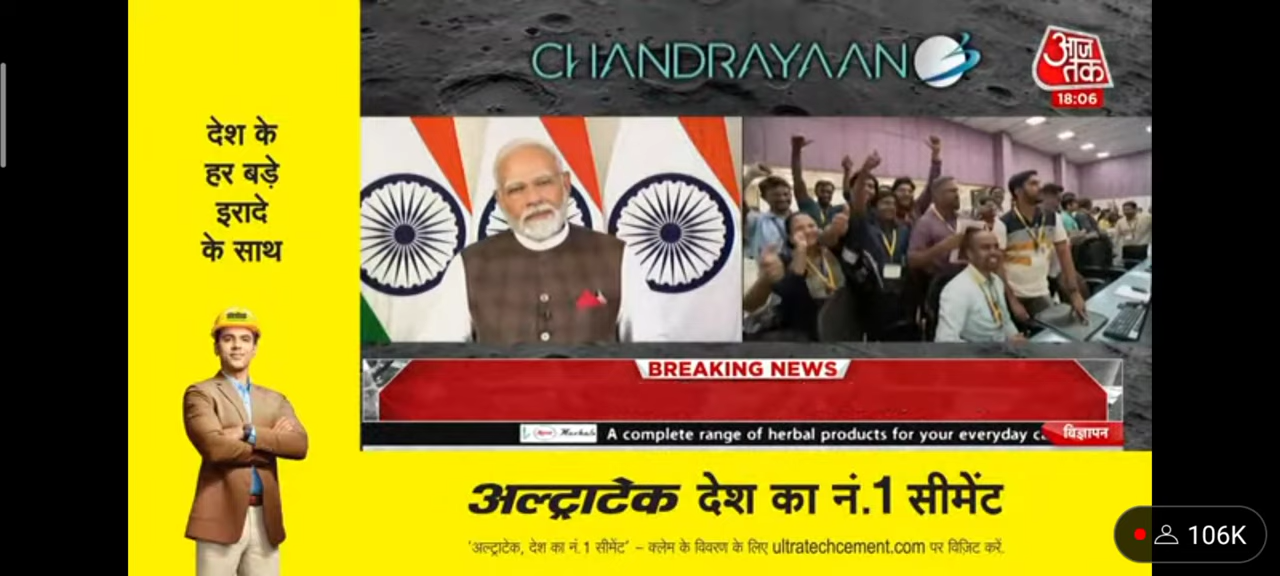 CHANDRAYAAN
आज
तक
18:06
देश के
हर बड़े
इरादे
के साथ
BREAKING NEWS
A complete range of herbal products for your everyday c
विज्ञापन
अल्ट्राटेक देश का नं.1 सीमेंट
'अल्ट्राटेक, देश का नं.1 सीमेंट' – क्लेम के विवरण के लिए ultratechcement.com पर विज़िट करें.
106K